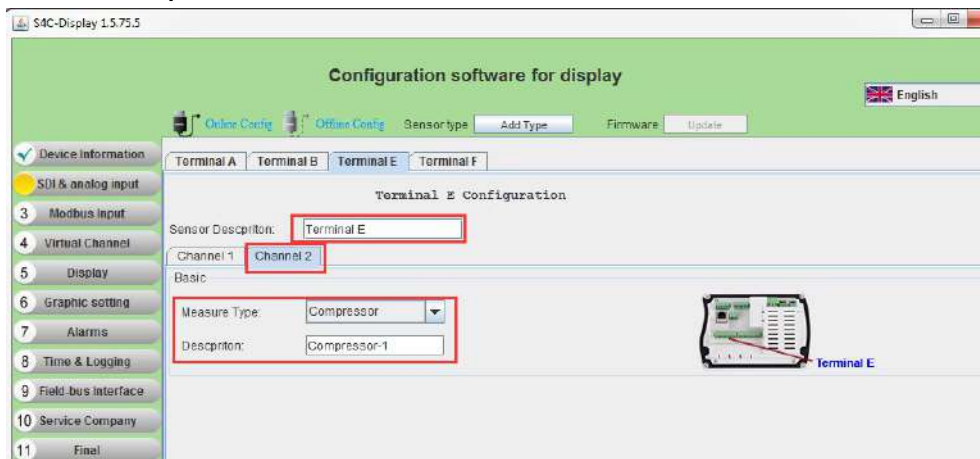 S4C-Display 1.5.75.5
Configuration software for display
English
Online Config Offline Config Sensor type Add Type Firmware Update
Device Information
SDI & analog input
3 Modbus Input
4 Virtual Channel
5 Display
6 Graphic setting
7 Alarms
8 Time & Logging
9 Field-bus Interface
10 Service Company
11 Final
Terminal A Terminal B Terminal E Terminal F
Terminal E Configuration
Sensor Descpriton: Terminal E
Channel 1 Channel 2
Basic
Measure Type: Compressor
Descpriton: Compressor-1
Terminal E